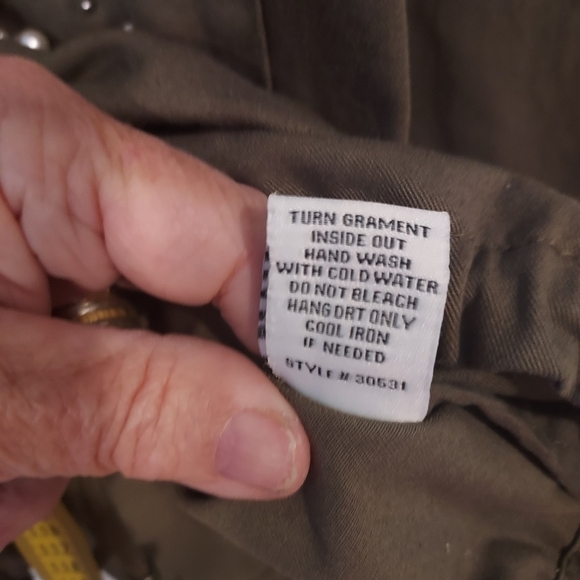 TURN GRAMENT
INSIDE OUT
HAND WASH
WITH COLD WATER
DO NOT BLEACH
HANG DRT ONLY
COOL IRON
IF NEEDED
STYLE # 30531